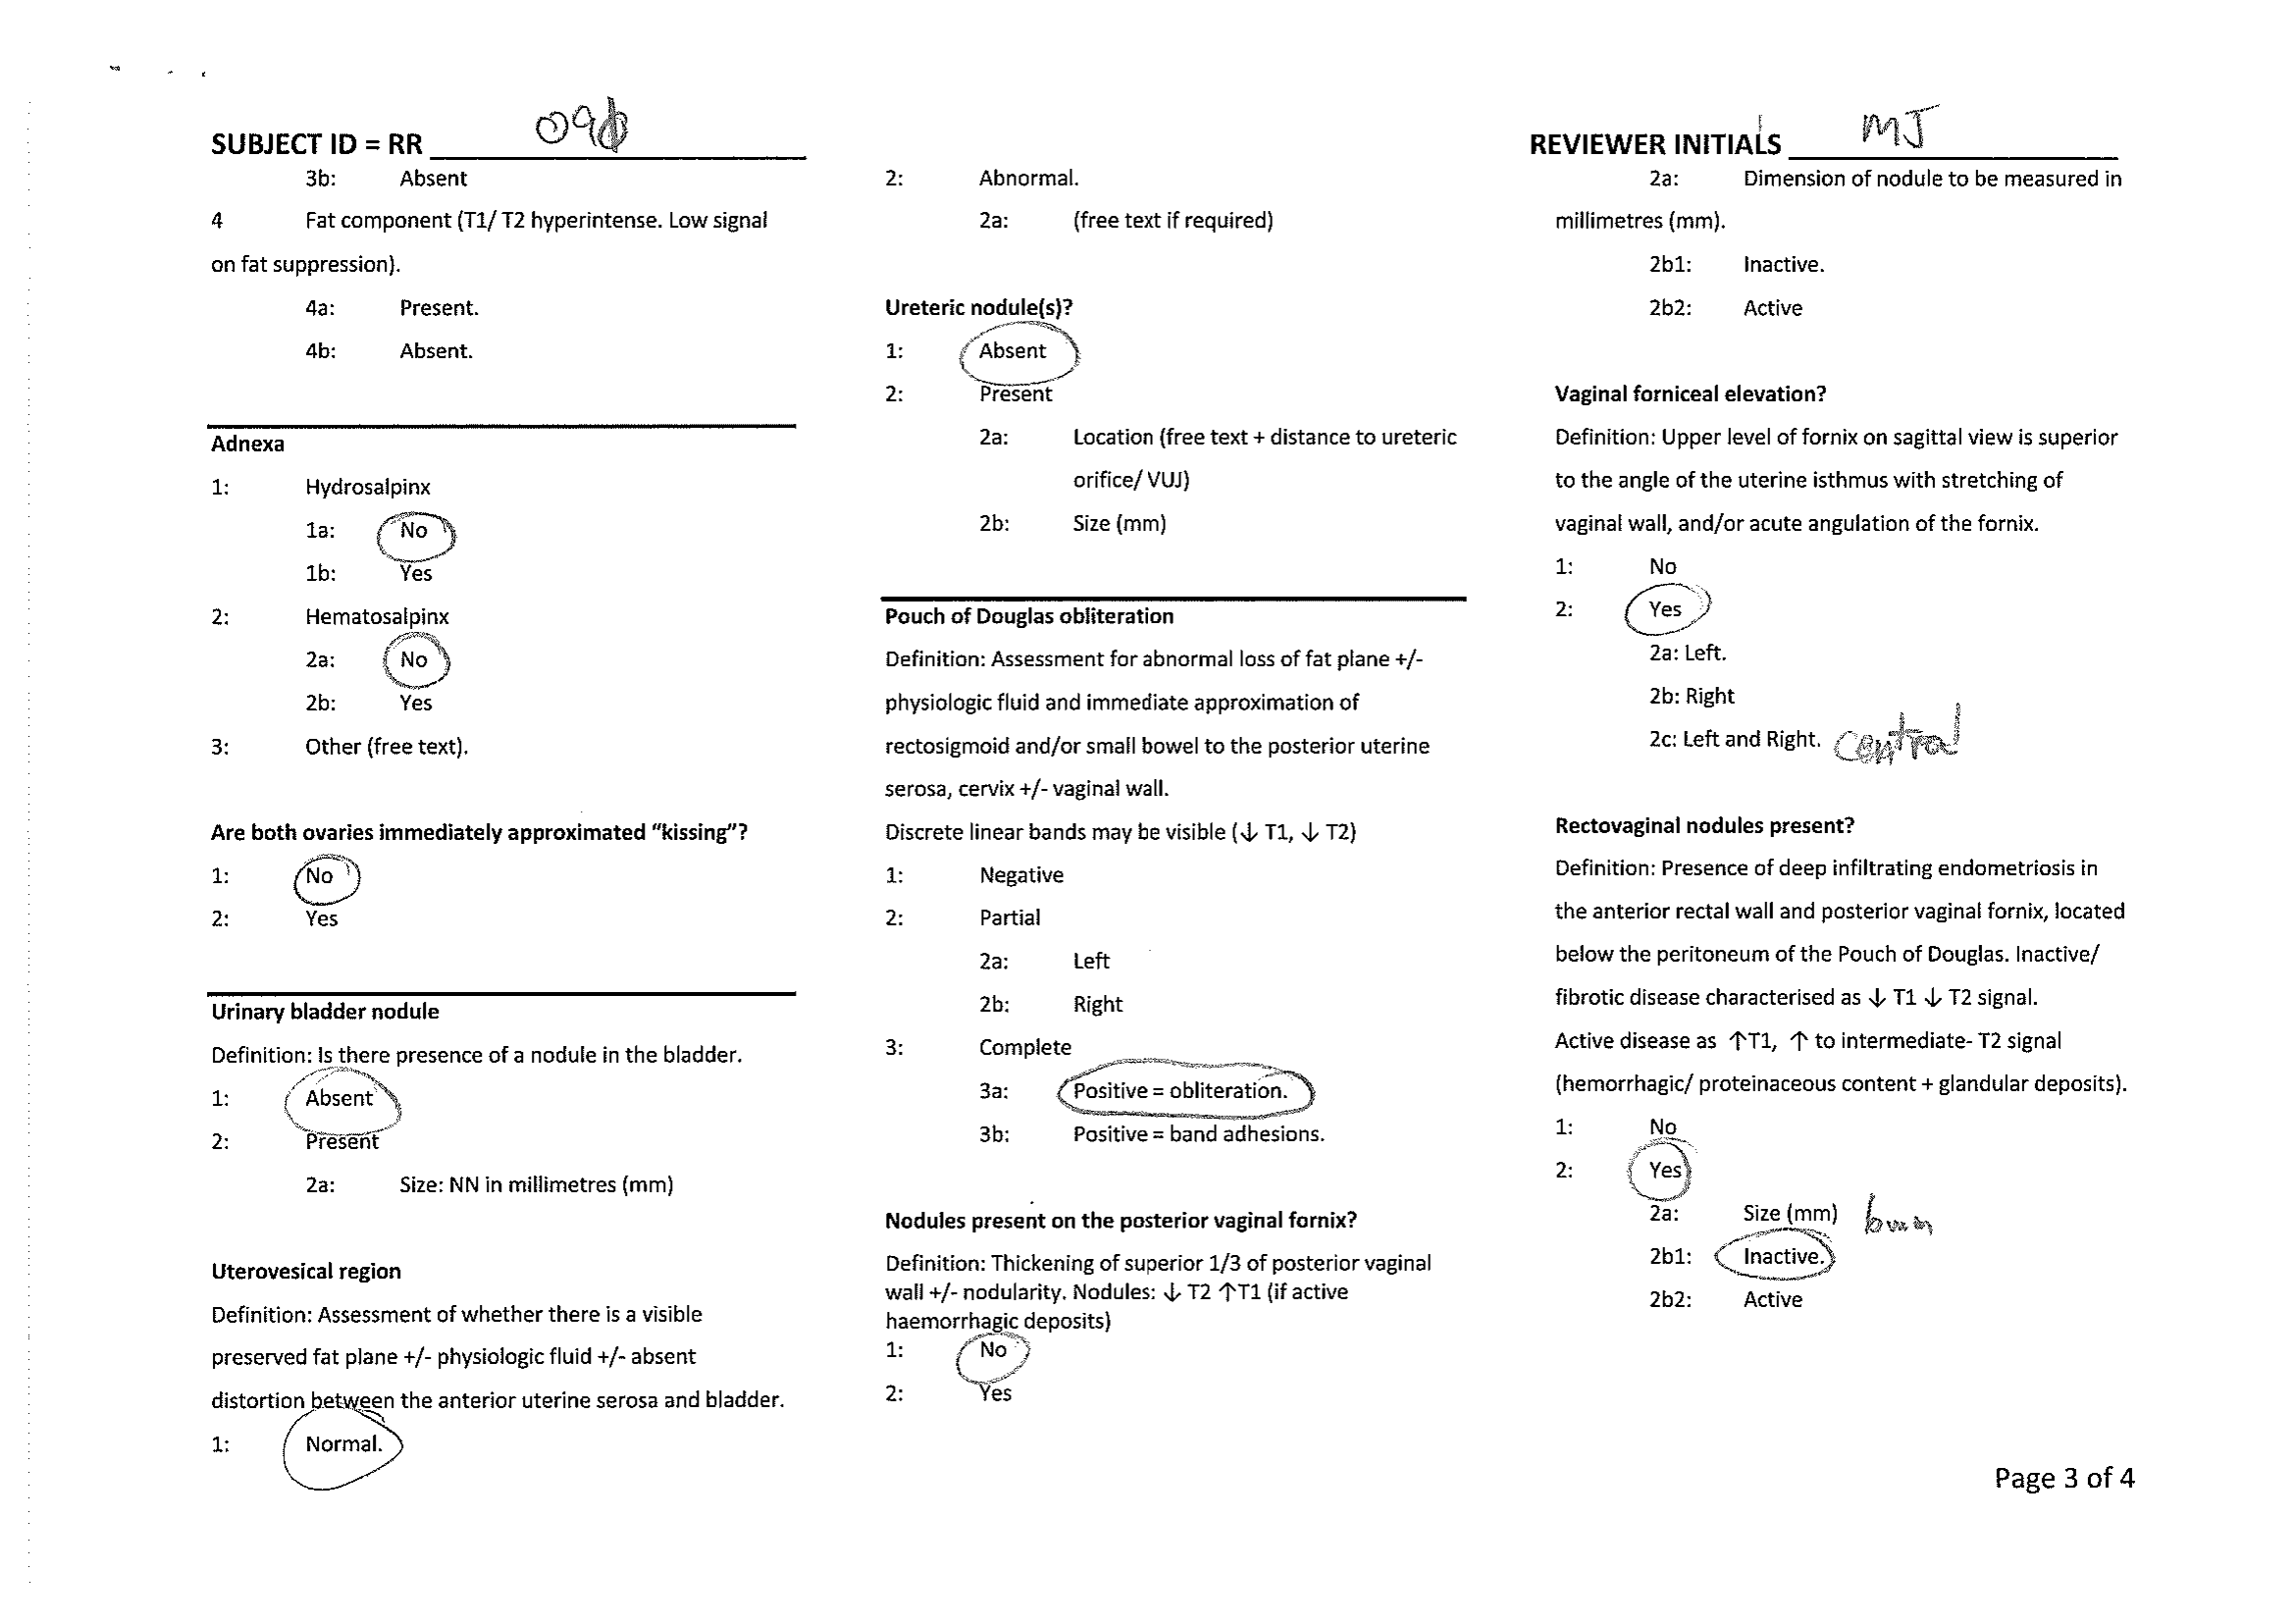 SUBJECT ID = RR
REVIEWER INITIALS MJ
3b: Absent
4 Fat component (T1/ T2 hyperintense. Low signal
on fat suppression).
4a: Present.
4b: Absent.
Adnexa
1: Hydrosalpinx
1a: No
1b: Yes
2: Hematosalpinx
2a: No
2b: Yes
3: Other (free text).
Are both ovaries immediately approximated "kissing"?
1: No
2: Yes
Urinary bladder nodule
Definition: Is there presence of a nodule in the bladder.
1: Absent
2: Present
2a: Size: NN in millimetres (mm)
Uterovesical region
Definition: Assessment of whether there is a visible
preserved fat plane +/- physiologic fluid +/- absent
distortion between the anterior uterine serosa and bladder.
1: Normal.
2: Abnormal.
2a: (free text if required)
Ureteric nodule(s)?
1: Absent
2: Present
2a: Location (free text + distance to ureteric
orifice/ VUJ)
2b: Size (mm)
Pouch of Douglas obliteration
Definition: Assessment for abnormal loss of fat plane +/-
physiologic fluid and immediate approximation of
rectosigmoid and/or small bowel to the posterior uterine
serosa, cervix +/- vaginal wall.
Discrete linear bands may be visible (↓ T1, ↓ T2)
1: Negative
2: Partial
2a: Left
2b: Right
3: Complete
3a: Positive = obliteration.
3b: Positive = band adhesions.
Nodules present on the posterior vaginal fornix?
Definition: Thickening of superior 1/3 of posterior vaginal
wall +/- nodularity. Nodules: ↓ T2 ↑T1 (if active
haemorrhagic deposits)
1: No
2: Yes
2a: Dimension of nodule to be measured in
millimetres (mm).
2b1: Inactive.
2b2: Active
Vaginal forniceal elevation?
Definition: Upper level of fornix on sagittal view is superior
to the angle of the uterine isthmus with stretching of
vaginal wall, and/or acute angulation of the fornix.
1: No
2: Yes
2a: Left.
2b: Right
2c: Left and Right. central
Rectovaginal nodules present?
Definition: Presence of deep infiltrating endometriosis in
the anterior rectal wall and posterior vaginal fornix, located
below the peritoneum of the Pouch of Douglas. Inactive/
fibrotic disease characterised as ↓ T1 ↓ T2 signal.
Active disease as ↑T1, ↑ to intermediate- T2 signal
(hemorrhagic/ proteinaceous content + glandular deposits).
1: No
2: Yes
2a: Size (mm) 6mm
2b1: Inactive.
2b2: Active
Page 3 of 4